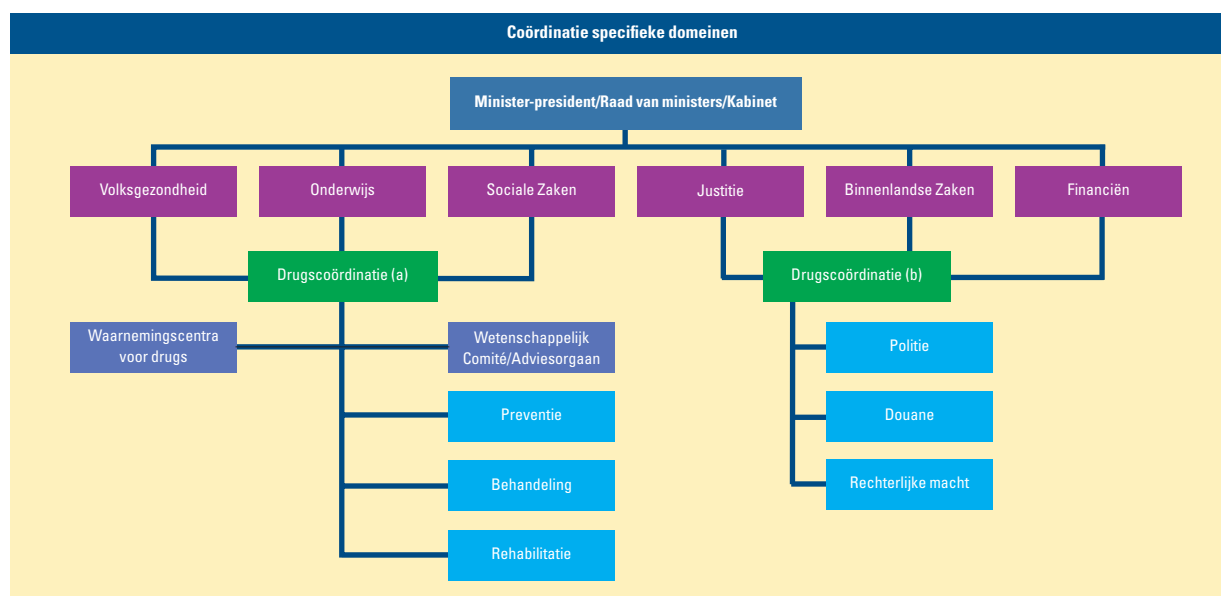 Coördinatie specifieke domeinen
Minister-president/Raad van ministers/Kabinet
Volksgezondheid
Onderwijs
Sociale Zaken
Justitie
Binnenlandse Zaken
Financiën
Drugscoördinatie (a)
Drugscoördinatie (b)
Waarnemingscentra
voor drugs
Wetenschappelijk
Comité/Adviesorgaan
Politie
Preventie
Douane
Behandeling
Rechterlijke macht
Rehabilitatie